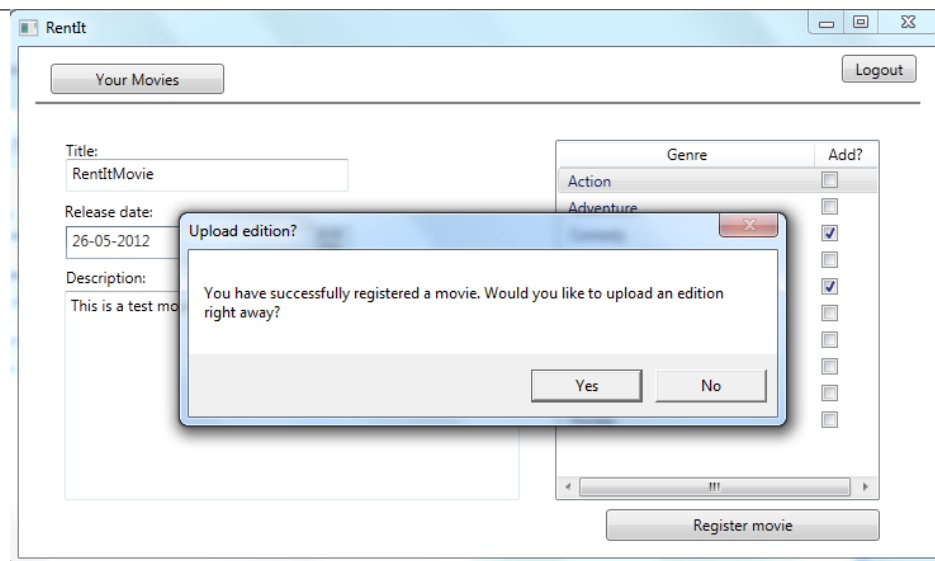 RentIt
Your Movies
Logout
Title:
RentItMovie
Release date:
26-05-2012
Description:
This is a test mo
Genre Add?
Action
Adventure
Upload edition?
You have successfully registered a movie. Would you like to upload an edition
right away?
Yes No
Register movie